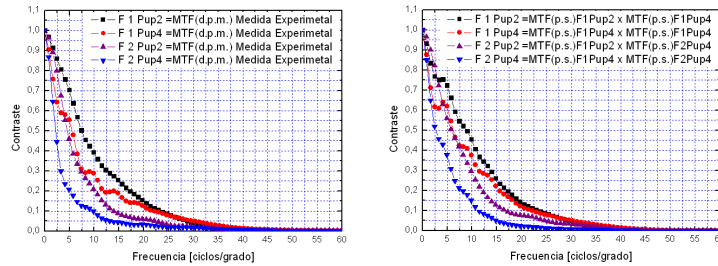 F 1 Pup2 =MTF(d.p.m.) Medida Experimetal
F 1 Pup4 =MTF(d.p.m.) Medida Experimetal
F 2 Pup2 =MTF(d.p.m.) Medida Experimetal
F 2 Pup4 =MTF(d.p.m.) Medida Experimetal
Contraste
1,0
0,9
0,8
0,7
0,6
0,5
0,4
0,3
0,2
0,1
0,0
0 5 10 15 20 25 30 35 40 45 50 55 60
Frecuencia [ciclos/grado]
F 1 Pup2 =MTF(p.s.)F1Pup2 x MTF(p.s.)F1Pup4
F 1 Pup4 =MTF(p.s.)F1Pup4 x MTF(p.s.)F2Pup4
F 2 Pup2 =MTF(p.s.)F1Pup2 x MTF(p.s.)F1Pup4
F 2 Pup4 =MTF(p.s.)F1Pup4 x MTF(p.s.)F2Pup4
Contraste
1,0
0,9
0,8
0,7
0,6
0,5
0,4
0,3
0,2
0,1
0,0
0 5 10 15 20 25 30 35 40 45 50 55 60
Frecuencia [ciclos/grado]